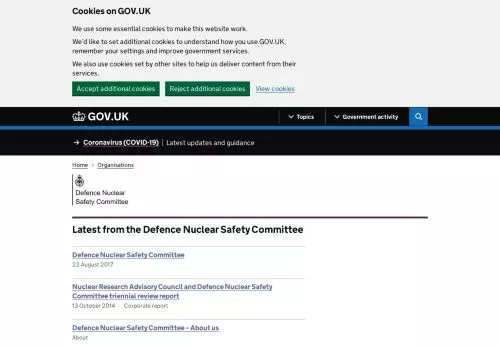 Cookies on GOV.UK
We use some essential cookies to make this website work.
We'd like to set additional cookies to understand how you use GOV.UK,
remember your settings and improve government services.
We also use cookies set by other sites to help us deliver content from their
services.
Accept additional cookies Reject additional cookies View cookies
GOV.UK Topics Government activity
→ Coronavirus (COVID-19) Latest updates and guidance
Home > Organisations
Defence Nuclear
Safety Committee
Latest from the Defence Nuclear Safety Committee
Defence Nuclear Safety Committee
22 August 2017
Nuclear Research Advisory Council and Defence Nuclear Safety
Committee triennial review report
13 October 2014 Corporate report
Defence Nuclear Safety Committee – About us
About